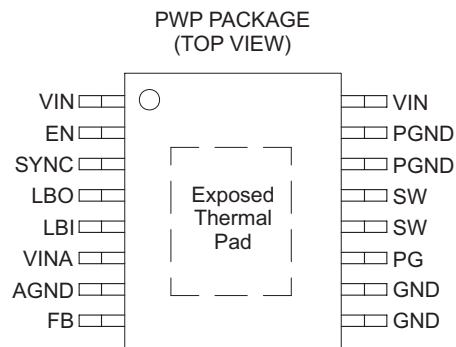 PWP PACKAGE
(TOP VIEW)
VIN VIN
EN PGND
SYNC PGND
LBO SW
LBI SW
VINA PG
AGND GND
FB GND
Exposed
Thermal
Pad